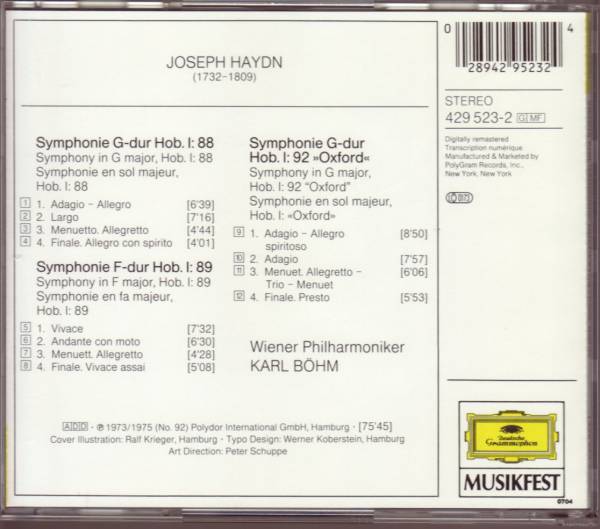 JOSEPH HAYDN
(1732–1809)
Symphonie G-dur Hob. I: 88
Symphony in G major, Hob. I: 88
Symphonie en sol majeur,
Hob. I: 88
1 1. Adagio – Allegro [6'39]
2 2. Largo [7'16]
3 3. Menuetto. Allegretto [4'44]
4 4. Finale. Allegro con spirito [4'01]
Symphonie F-dur Hob. I: 89
Symphony in F major, Hob. I: 89
Symphonie en fa majeur,
Hob. I: 89
5 1. Vivace [7'32]
6 2. Andante con moto [6'30]
7 3. Menuett. Allegretto [4'28]
8 4. Finale. Vivace assai [5'08]
Symphonie G-dur
Hob. I: 92 »Oxford«
Symphony in G major,
Hob. I: 92 "Oxford"
Symphonie en sol majeur,
Hob. I: «Oxford»
9 1. Adagio – Allegro [8'50]
spiritoso
10 2. Adagio [7'57]
11 3. Menuet. Allegretto – [6'06]
Trio – Menuet
12 4. Finale. Presto [5'53]
Wiener Philharmoniker
KARL BÖHM
ADD · ℗ 1973/1975 (No. 92) Polydor International GmbH, Hamburg · [75'45]
Cover Illustration: Ralf Krieger, Hamburg · Typo Design: Werner Koberstein, Hamburg
Art Direction: Peter Schuppe
0 4
28942 95232
STEREO
429 523-2 G MF
Digitally remastered
Transcription numérique
Manufactured & Marketed by
PolyGram Records, Inc.,
New York, New York
Deutsche
Grammophon
MUSIKFEST
0704